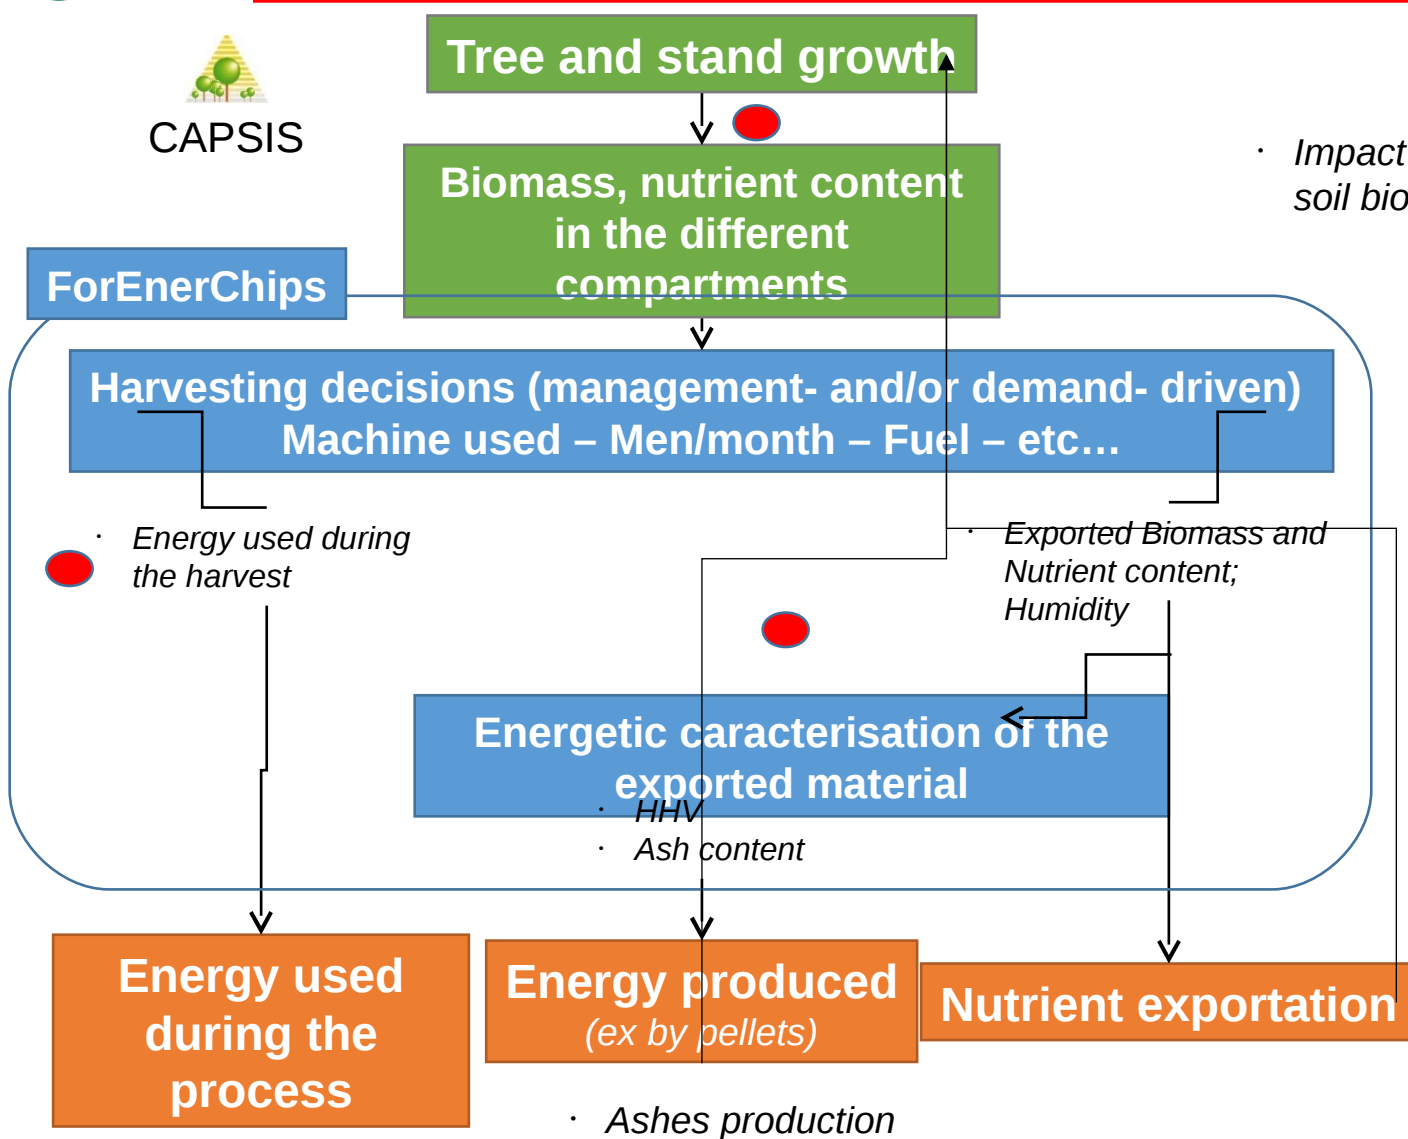 Tree and stand growth
CAPSIS
Biomass, nutrient content
in the different
compartments
· Impact
soil bio
ForEnerChips
Harvesting decisions (management- and/or demand- driven)
Machine used – Men/month – Fuel – etc…
· Energy used during
the harvest
· Exported Biomass and
Nutrient content;
Humidity
Energetic caracterisation of the
exported material
· HHV
· Ash content
Energy used
during the
process
Energy produced
(ex by pellets)
Nutrient exportation
· Ashes production